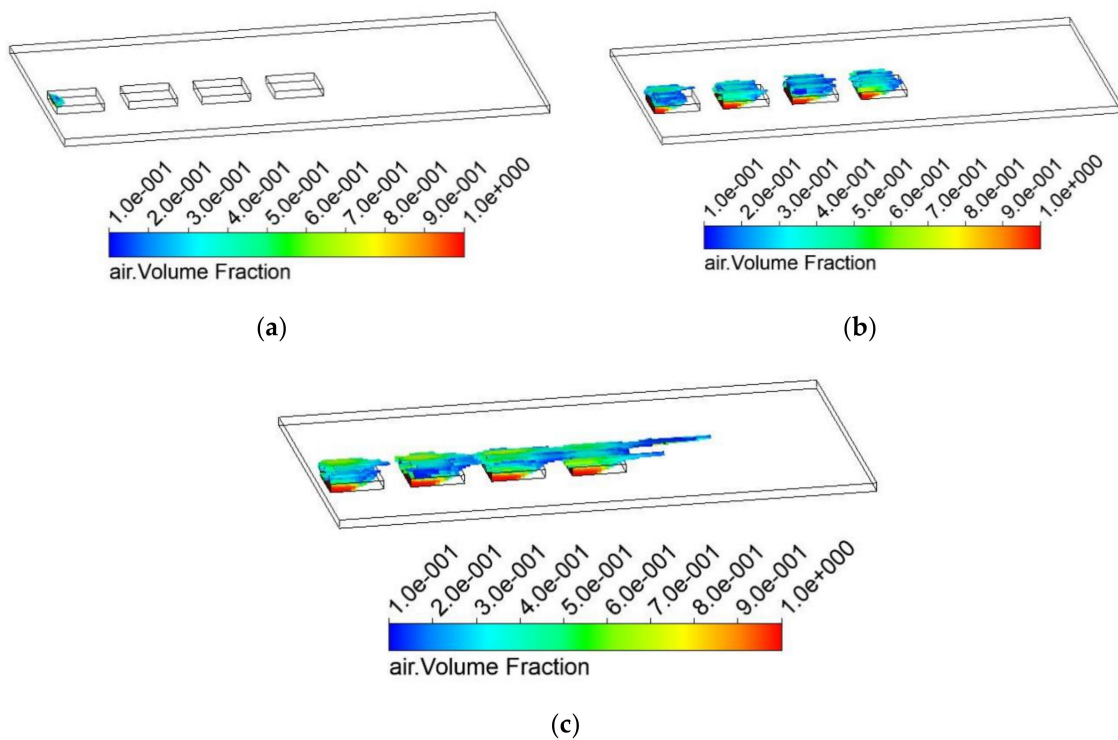 1.0e-001
2.0e-001
3.0e-001
4.0e-001
5.0e-001
6.0e-001
7.0e-001
8.0e-001
9.0e-001
1.0e+000
air.Volume Fraction
(a)
1.0e-001
2.0e-001
3.0e-001
4.0e-001
5.0e-001
6.0e-001
7.0e-001
8.0e-001
9.0e-001
1.0e+000
air.Volume Fraction
(b)
1.0e-001
2.0e-001
3.0e-001
4.0e-001
5.0e-001
6.0e-001
7.0e-001
8.0e-001
9.0e-001
1.0e+000
air.Volume Fraction
(c)